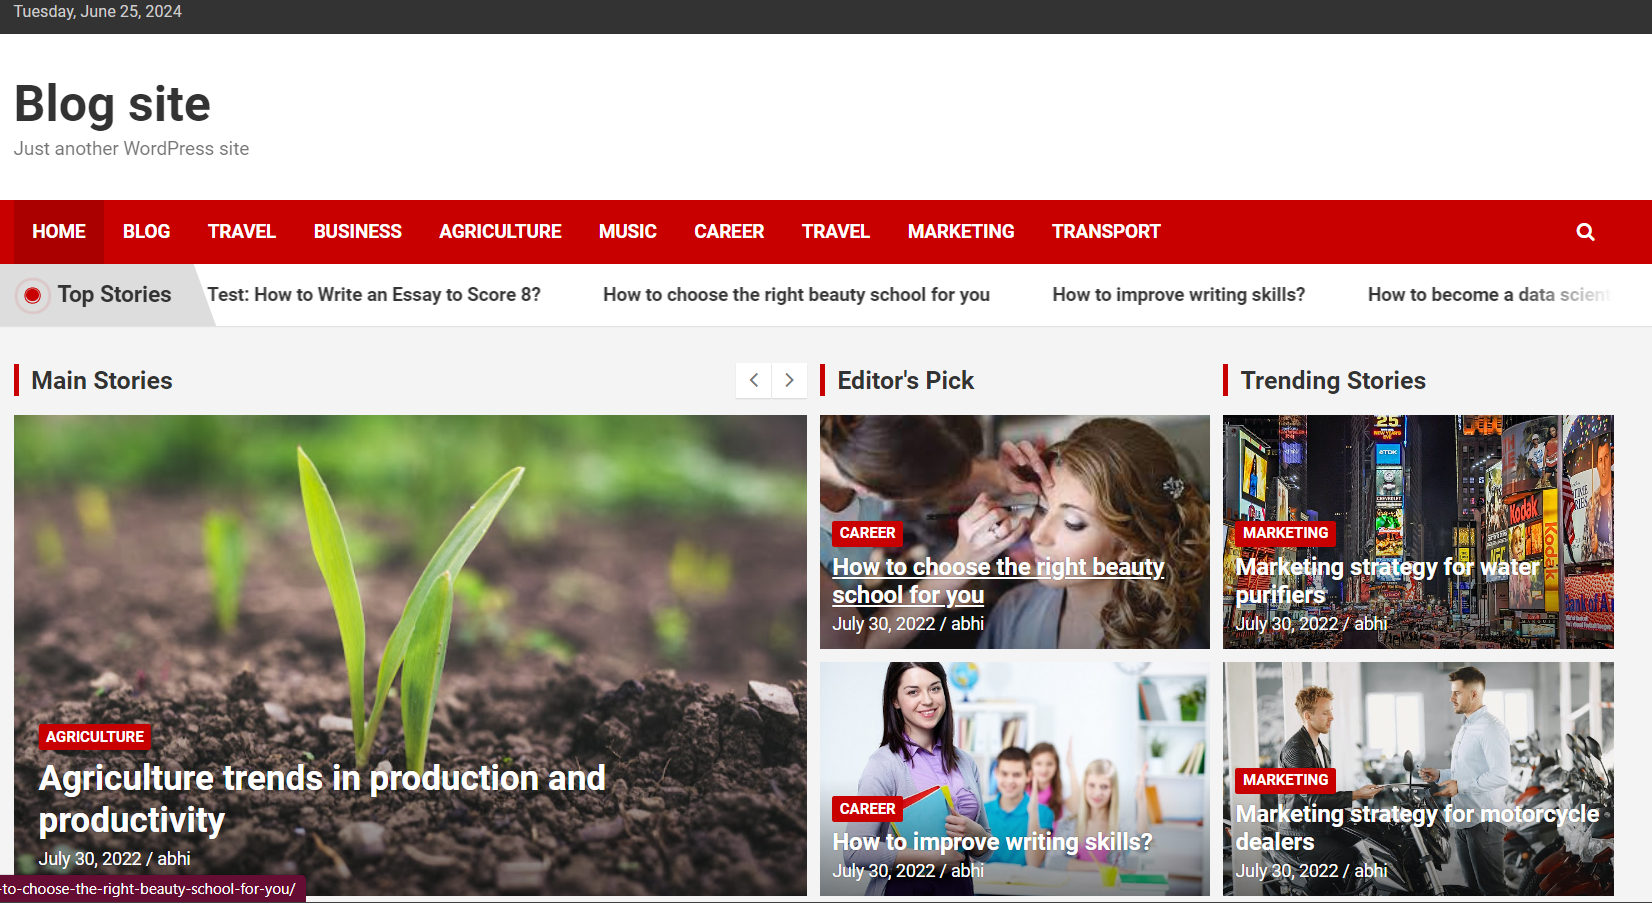 Tuesday, June 25, 2024
Blog site
Just another WordPress site
HOME BLOG TRAVEL BUSINESS AGRICULTURE MUSIC CAREER TRAVEL MARKETING TRANSPORT
Top Stories Test: How to Write an Essay to Score 8? How to choose the right beauty school for you How to improve writing skills? How to become a data scient
Main Stories
AGRICULTURE
Agriculture trends in production and
productivity
July 30, 2022 / abhi
Editor's Pick
CAREER
How to choose the right beauty
school for you
July 30, 2022 / abhi
CAREER
How to improve writing skills?
July 30, 2022 / abhi
Trending Stories
25
TDK
CHEVROLET
Kodak
Kodak
MARKETING
Marketing strategy for water
purifiers
July 30, 2022 / abhi
MARKETING
Marketing strategy for motorcycle
dealers
July 30, 2022 / abhi
-to-choose-the-right-beauty-school-for-you/